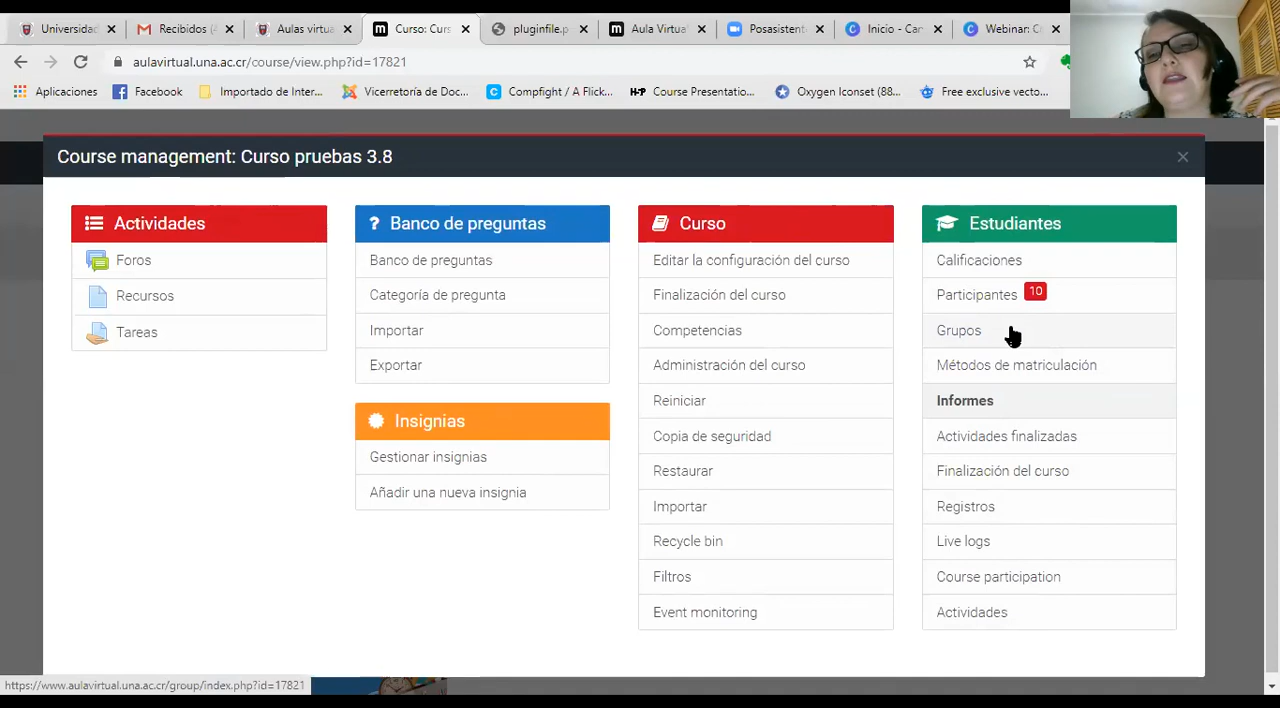 Universidad
Recibidos (
Aulas virtua
Curso: Curs
pluginfile.p
Aula Virtua
Posasistent
Inicio - Can
Webinar: C
aulavirtual.una.ac.cr/course/view.php?id=17821
Aplicaciones
Facebook
Importado de Inter...
Vicerretoría de Doc...
Compfight / A Flick...
H-P Course Presentatio...
Oxygen Iconset (88...
Free exclusive vecto...
Course management: Curso pruebas 3.8
Actividades
Foros
Recursos
Tareas
Banco de preguntas
Banco de preguntas
Categoría de pregunta
Importar
Exportar
Insignias
Gestionar insignias
Añadir una nueva insignia
Curso
Editar la configuración del curso
Finalización del curso
Competencias
Administración del curso
Reiniciar
Copia de seguridad
Restaurar
Importar
Recycle bin
Filtros
Event monitoring
Estudiantes
Calificaciones
Participantes 10
Grupos
Métodos de matriculación
Informes
Actividades finalizadas
Finalización del curso
Registros
Live logs
Course participation
Actividades
https://www.aulavirtual.una.ac.cr/group/index.php?id=17821